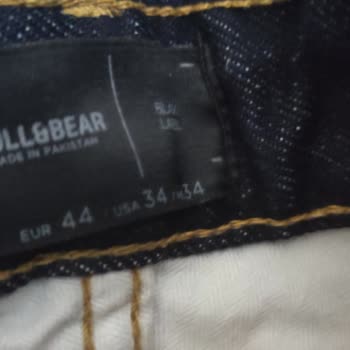 ULL&BEAR
ADE IN PAKISTAN
EUR 44 USA 34 / 34